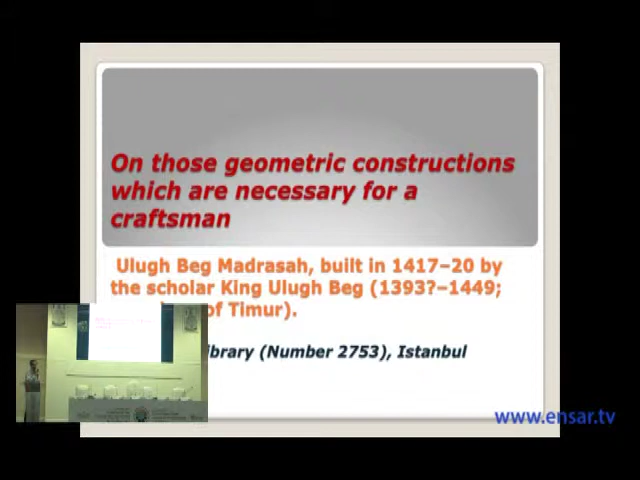 On those geometric constructions
which are necessary for a
craftsman
Ulugh Beg Madrasah, built in 1417–20 by
the scholar King Ulugh Beg (1393?–1449;
of Timur).
(Number 2753), Istanbul
www.ensar.tv